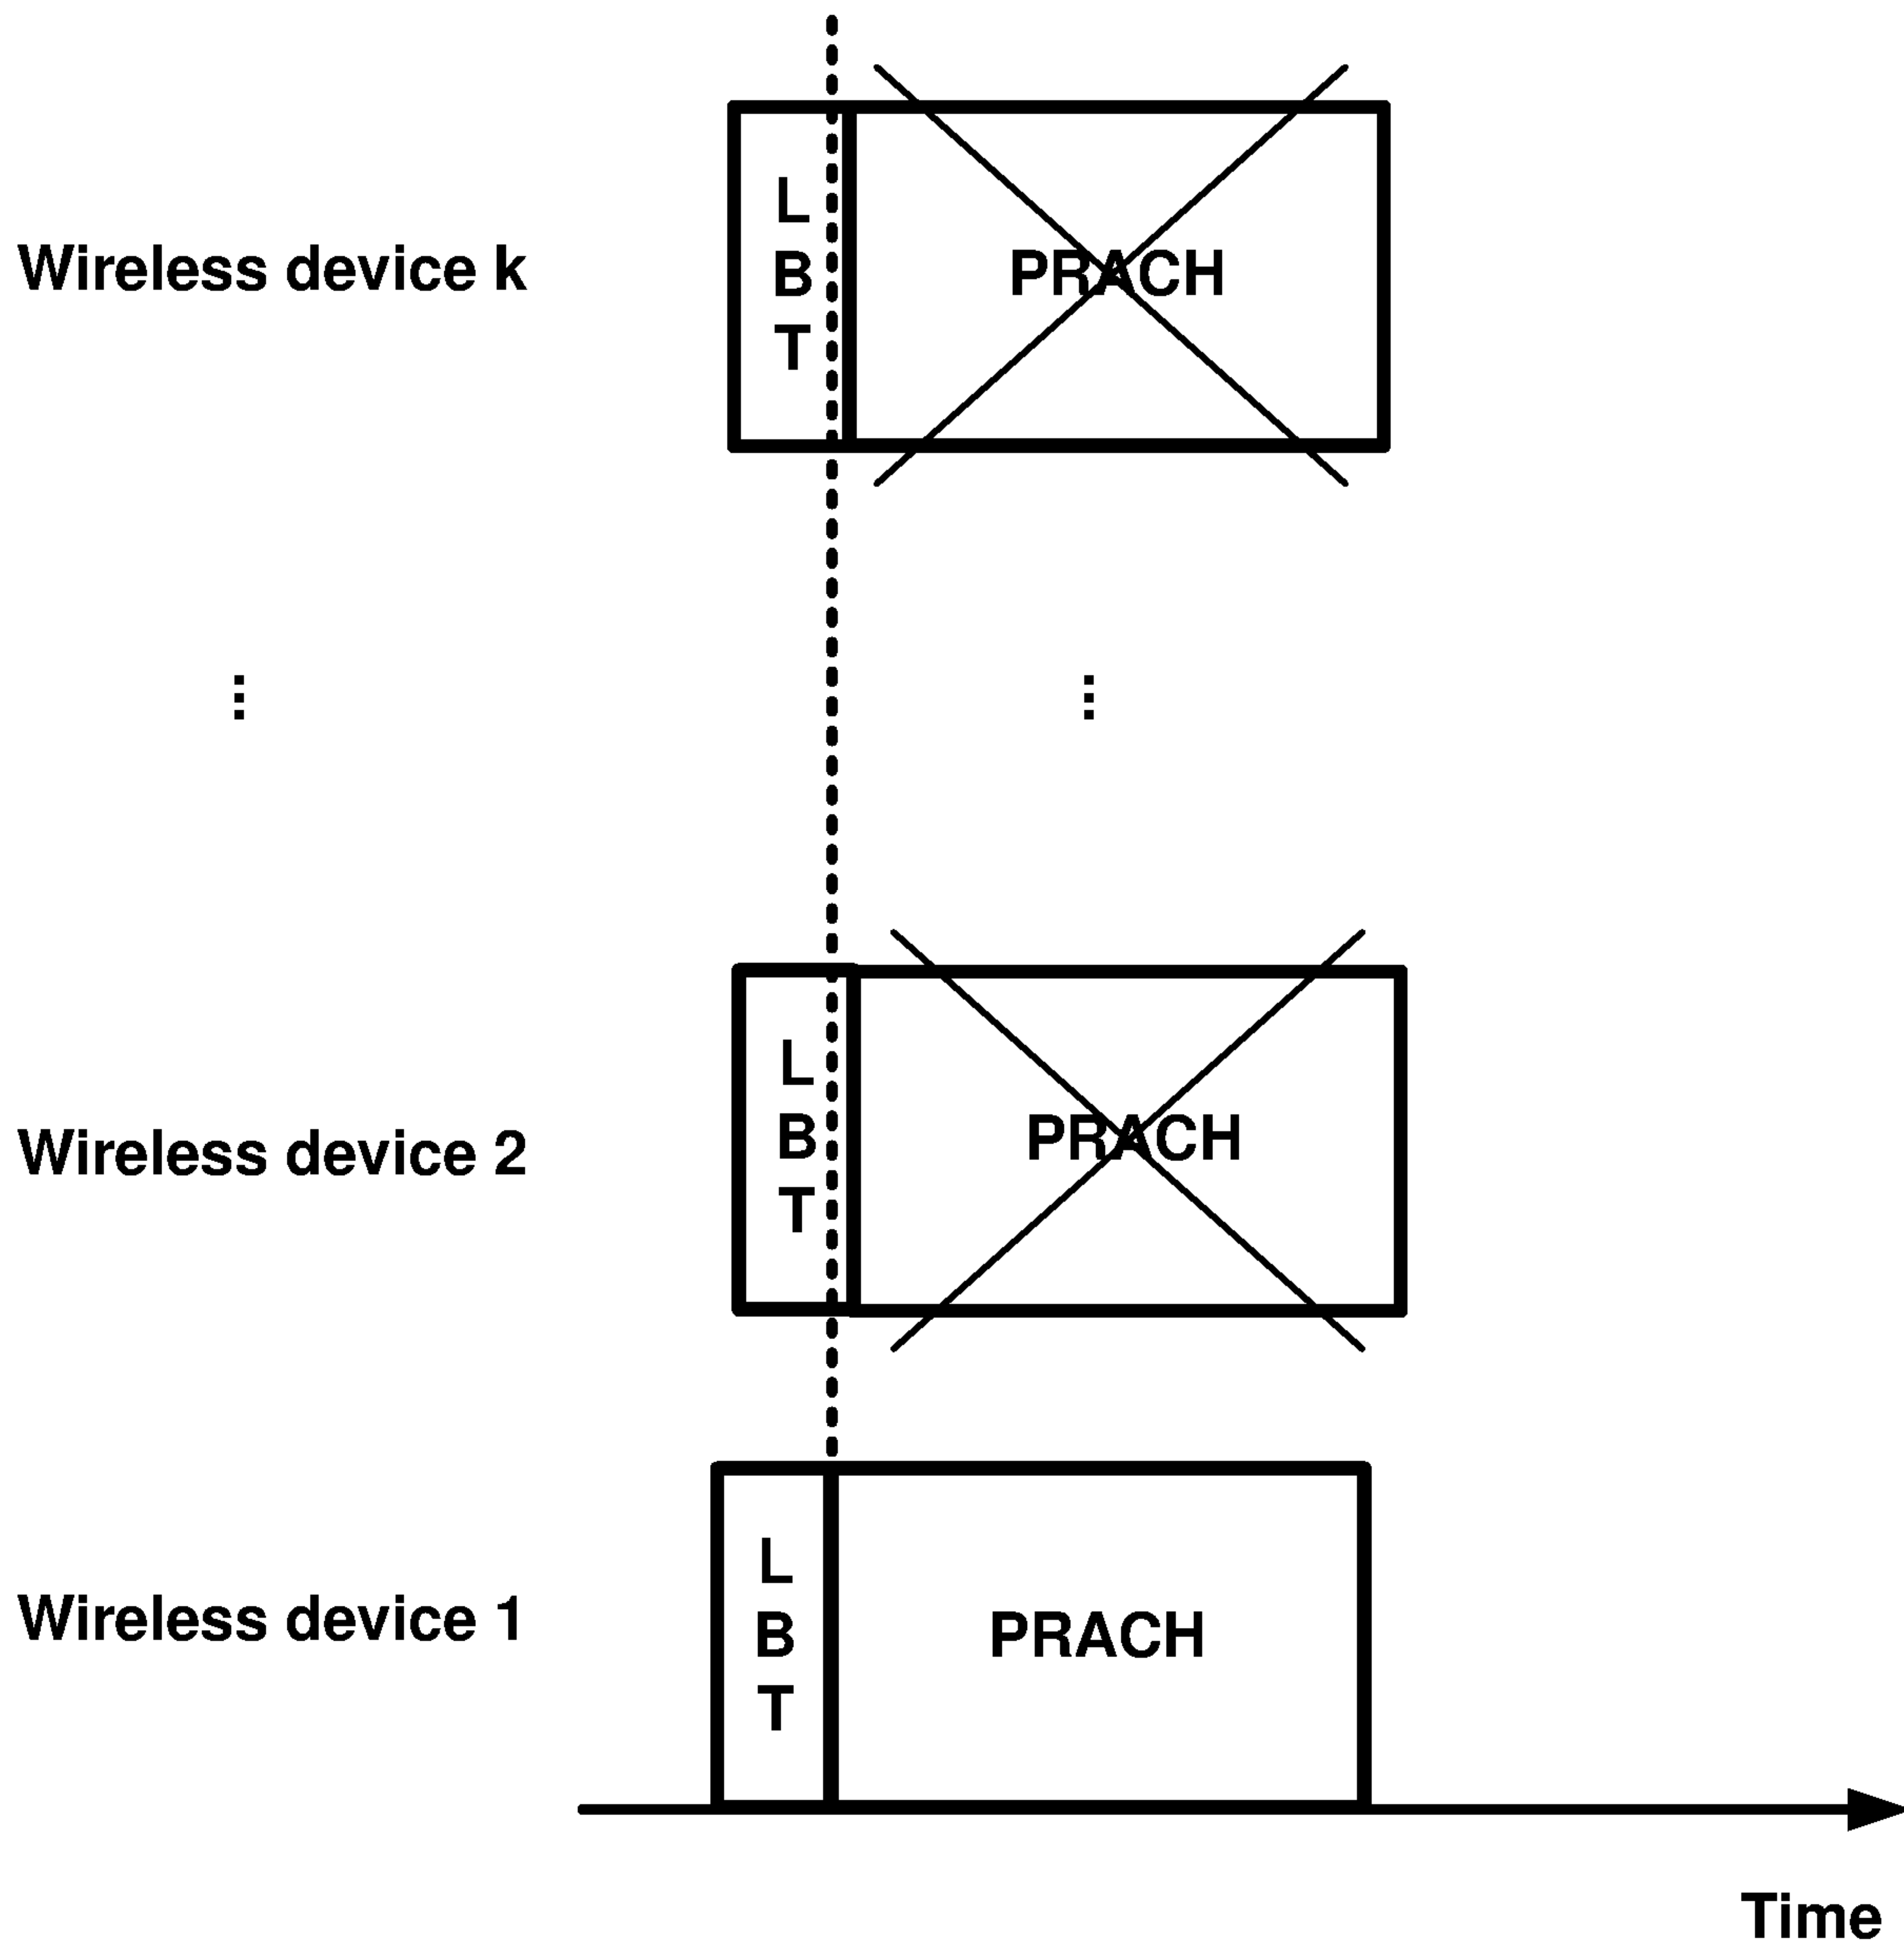 L
B
T
Wireless device k
PRACH
⋮
⋮
L
B
T
Wireless device 2
PRACH
L
B
T
Wireless device 1
PRACH
Time